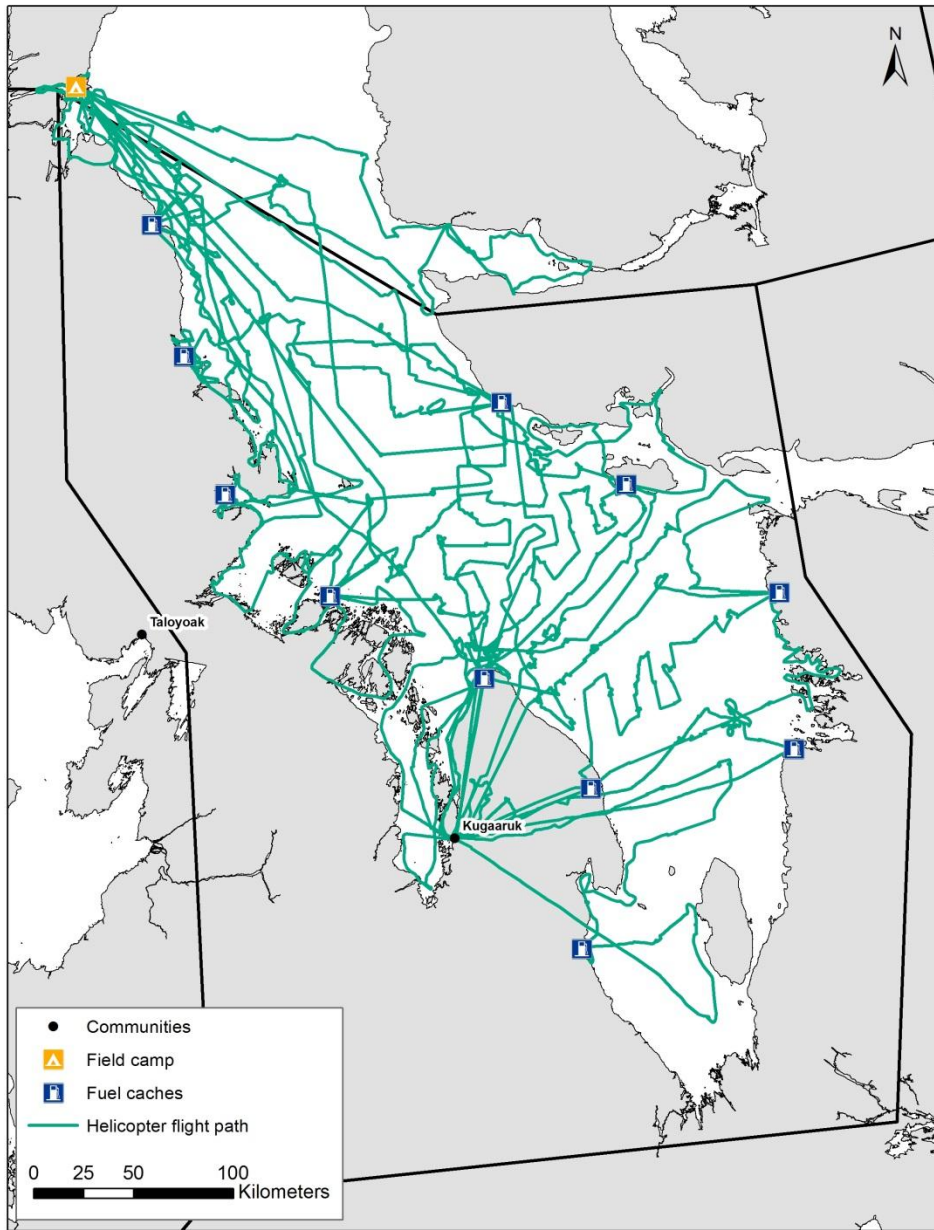 N
Taloyoak
Kugaaruk
Communities
Field camp
Fuel caches
Helicopter flight path
0 25 50 100
Kilometers